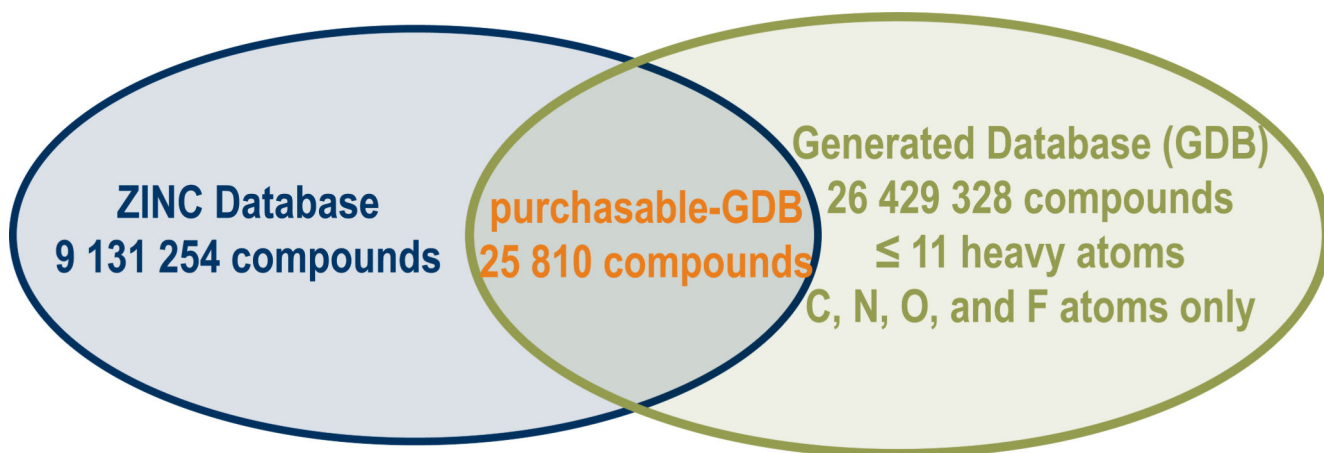 ZINC Database
9 131 254 compounds
purchasable-GDB
25 810 compounds
Generated Database (GDB)
26 429 328 compounds
≤ 11 heavy atoms
C, N, O, and F atoms only